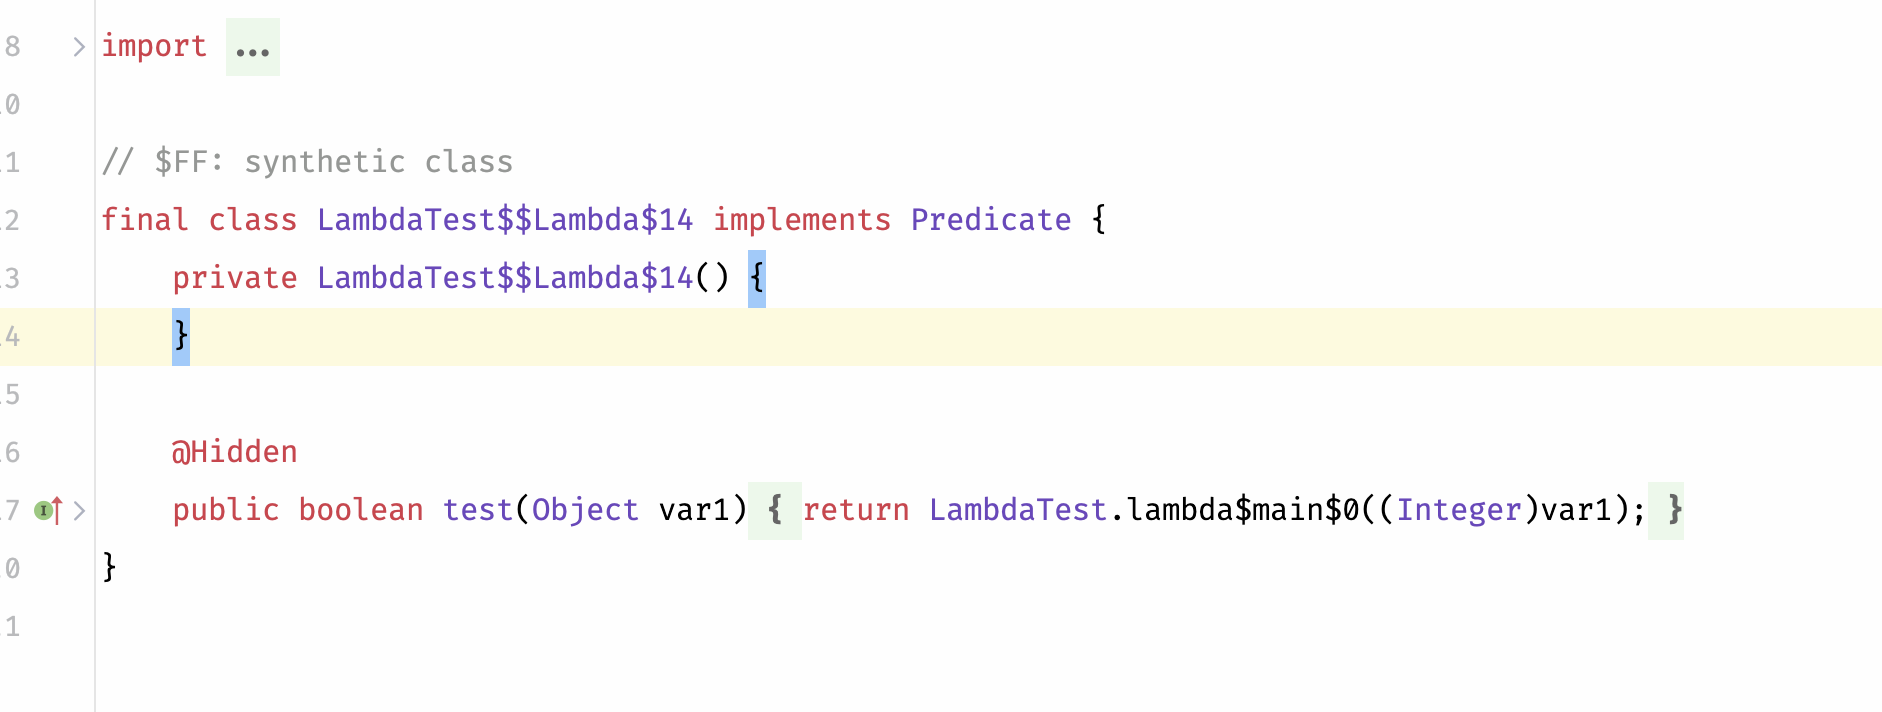 8 import ...
0
1 // $FF: synthetic class
2 final class LambdaTest$$Lambda$14 implements Predicate {
3     private LambdaTest$$Lambda$14() {
4     }
5
6     @Hidden
7     public boolean test(Object var1) { return LambdaTest.lambda$main$0((Integer)var1); }
0 }
1